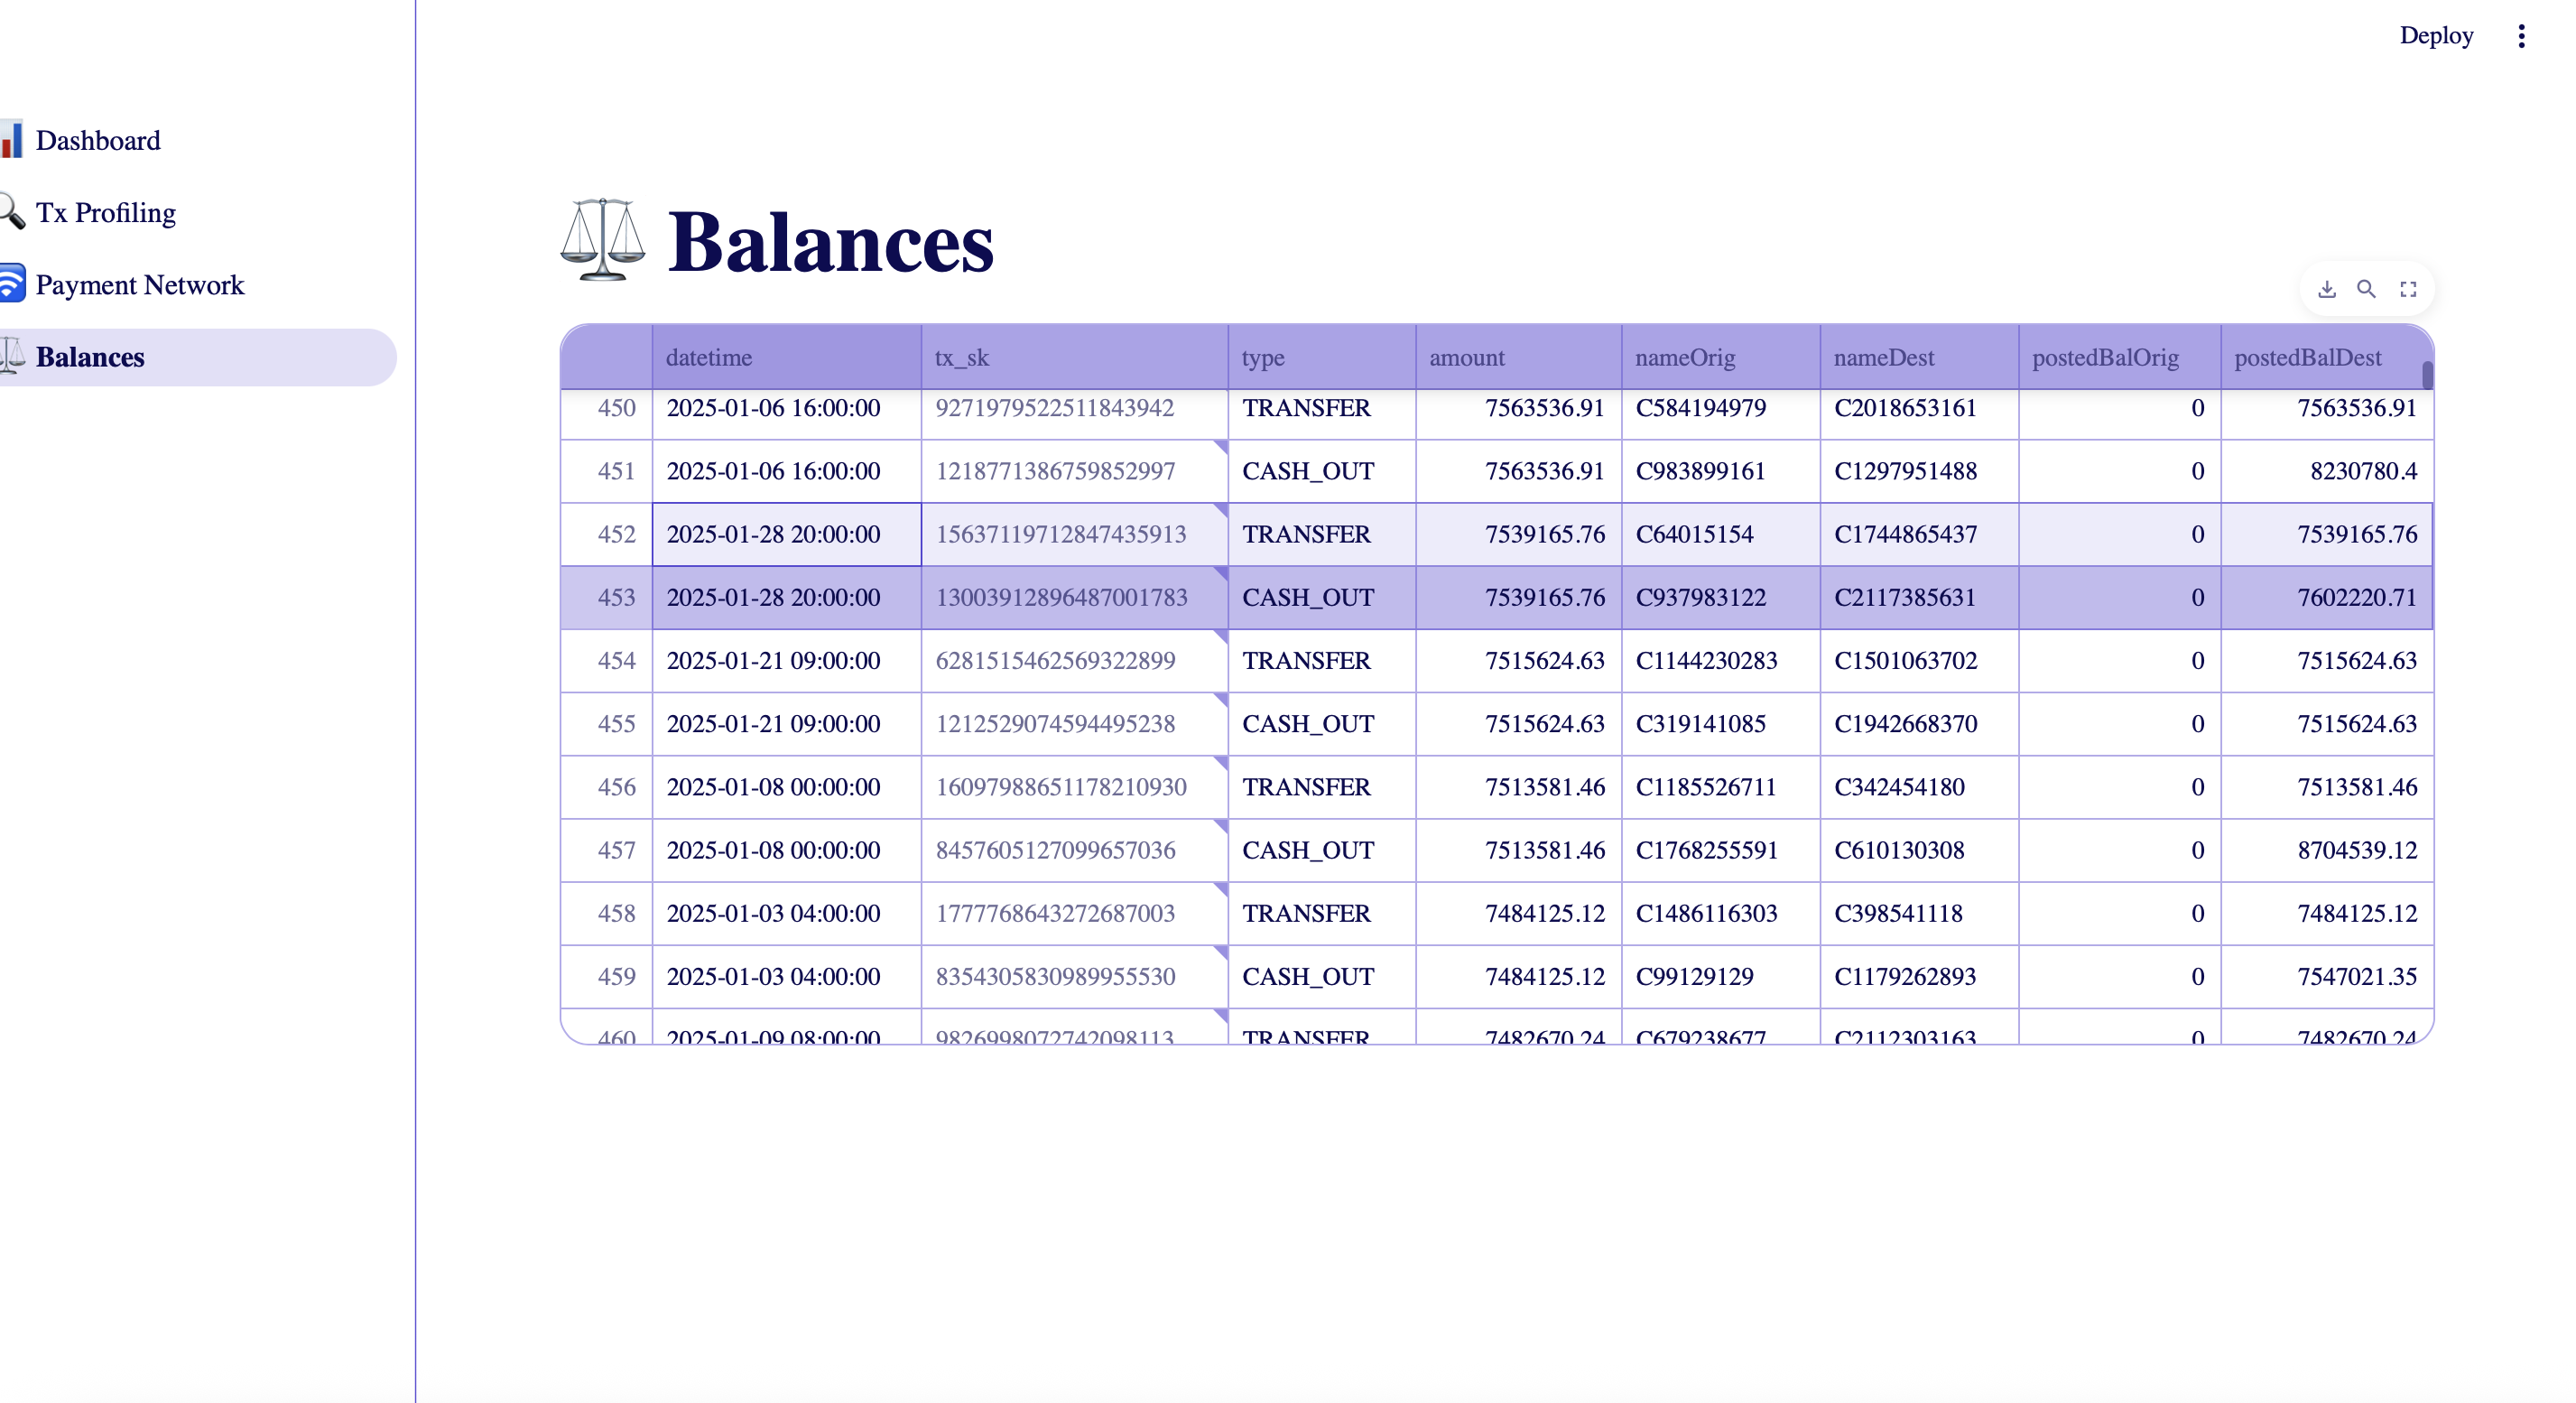 Deploy
Dashboard
Tx Profiling
Payment Network
Balances
Balances
datetime tx_sk type amount nameOrig nameDest postedBalOrig postedBalDest
450 2025-01-06 16:00:00 9271979522511843942 TRANSFER 7563536.91 C584194979 C2018653161 0 7563536.91
451 2025-01-06 16:00:00 1218771386759852997 CASH_OUT 7563536.91 C983899161 C1297951488 0 8230780.4
452 2025-01-28 20:00:00 15637119712847435913 TRANSFER 7539165.76 C64015154 C1744865437 0 7539165.76
453 2025-01-28 20:00:00 13003912896487001783 CASH_OUT 7539165.76 C937983122 C2117385631 0 7602220.71
454 2025-01-21 09:00:00 6281515462569322899 TRANSFER 7515624.63 C1144230283 C1501063702 0 7515624.63
455 2025-01-21 09:00:00 1212529074594495238 CASH_OUT 7515624.63 C319141085 C1942668370 0 7515624.63
456 2025-01-08 00:00:00 16097988651178210930 TRANSFER 7513581.46 C1185526711 C342454180 0 7513581.46
457 2025-01-08 00:00:00 8457605127099657036 CASH_OUT 7513581.46 C1768255591 C610130308 0 8704539.12
458 2025-01-03 04:00:00 1777768643272687003 TRANSFER 7484125.12 C1486116303 C398541118 0 7484125.12
459 2025-01-03 04:00:00 8354305830989955530 CASH_OUT 7484125.12 C99129129 C1179262893 0 7547021.35
460 2025-01-09 08:00:00 9826998072742098113 TRANSFER 7482670.24 C679238677 C2112303163 0 7482670.24